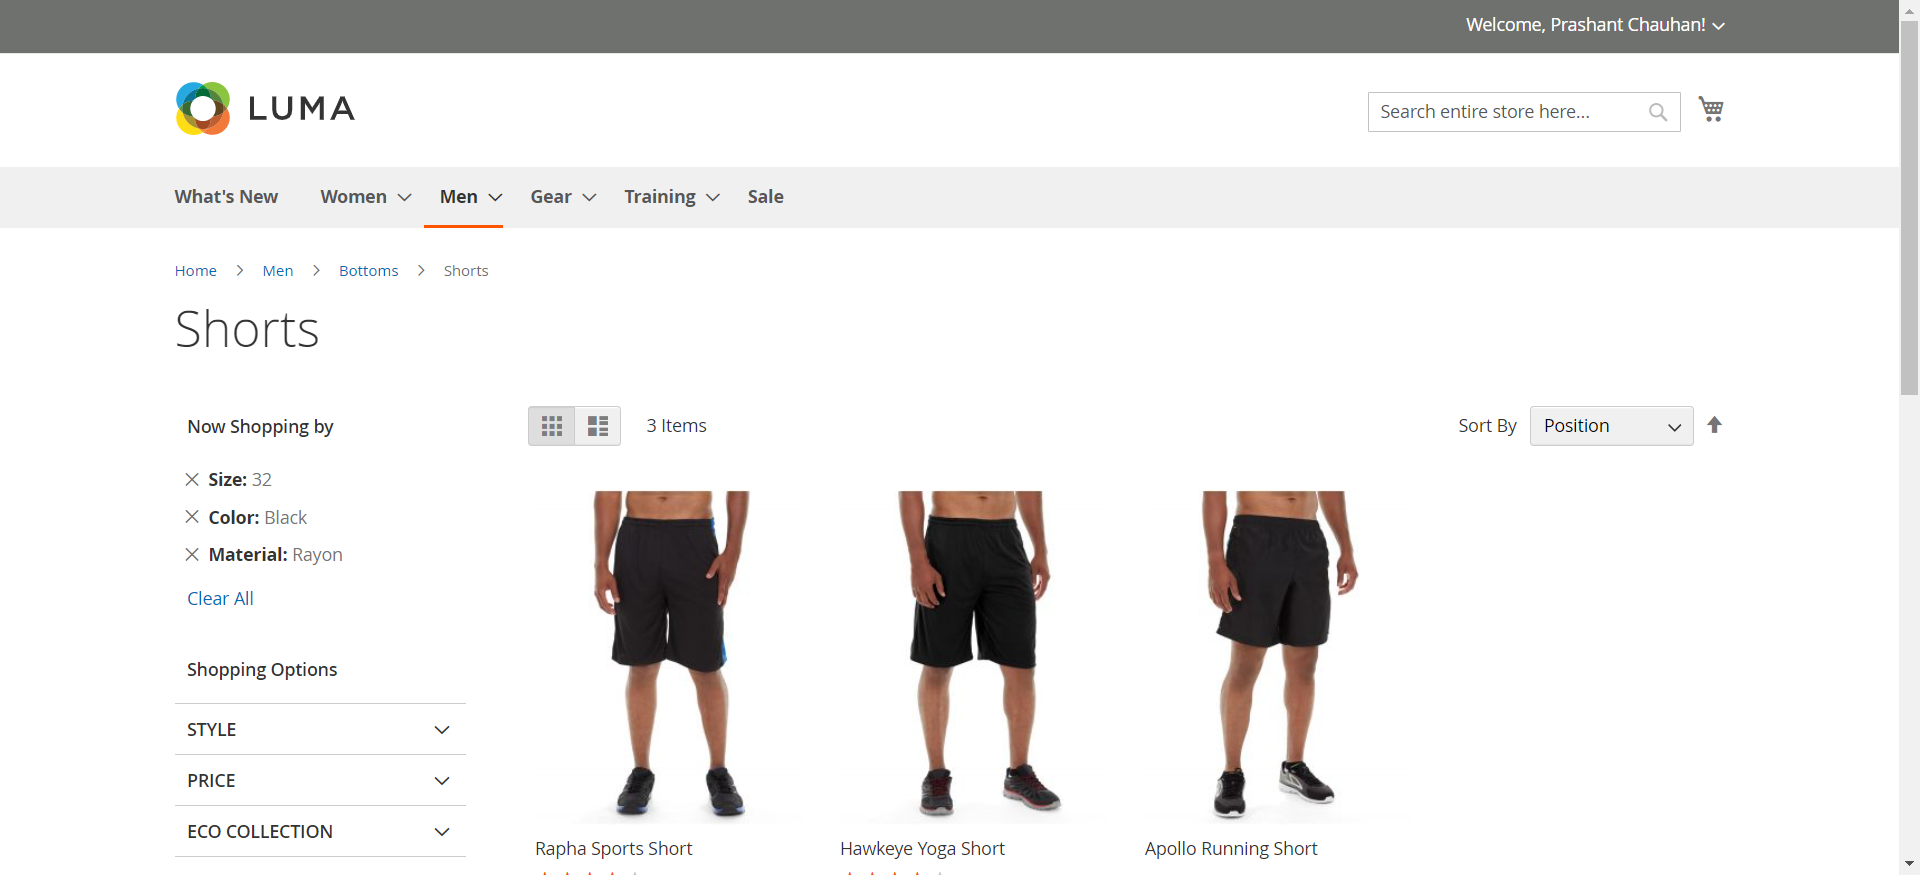 Welcome, Prashant Chauhan!
LUMA
Search entire store here...
What's New Women Men Gear Training Sale
Home Men Bottoms Shorts
Shorts
Now Shopping by
3 Items
Sort By Position
Size: 32
Color: Black
Material: Rayon
Clear All
Shopping Options
STYLE
PRICE
ECO COLLECTION
Rapha Sports Short
Hawkeye Yoga Short
Apollo Running Short